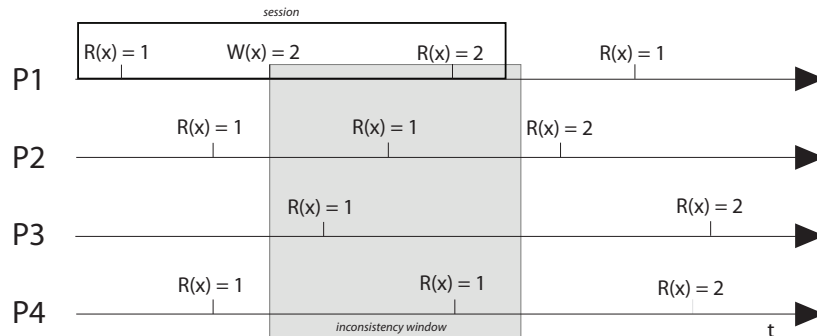 session
R(x) = 1 W(x) = 2 R(x) = 2 R(x) = 1
P1
R(x) = 1 R(x) = 1 R(x) = 2
P2
R(x) = 1 R(x) = 2
P3
R(x) = 1 R(x) = 1 R(x) = 2
P4
inconsistency window t